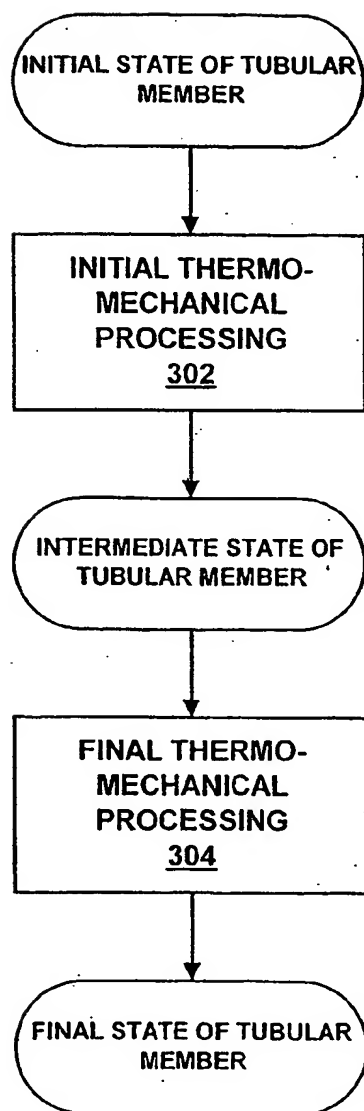 INITIAL STATE OF TUBULAR
MEMBER
INITIAL THERMO-
MECHANICAL
PROCESSING
302
INTERMEDIATE STATE OF
TUBULAR MEMBER
FINAL THERMO-
MECHANICAL
PROCESSING
304
FINAL STATE OF TUBULAR
MEMBER